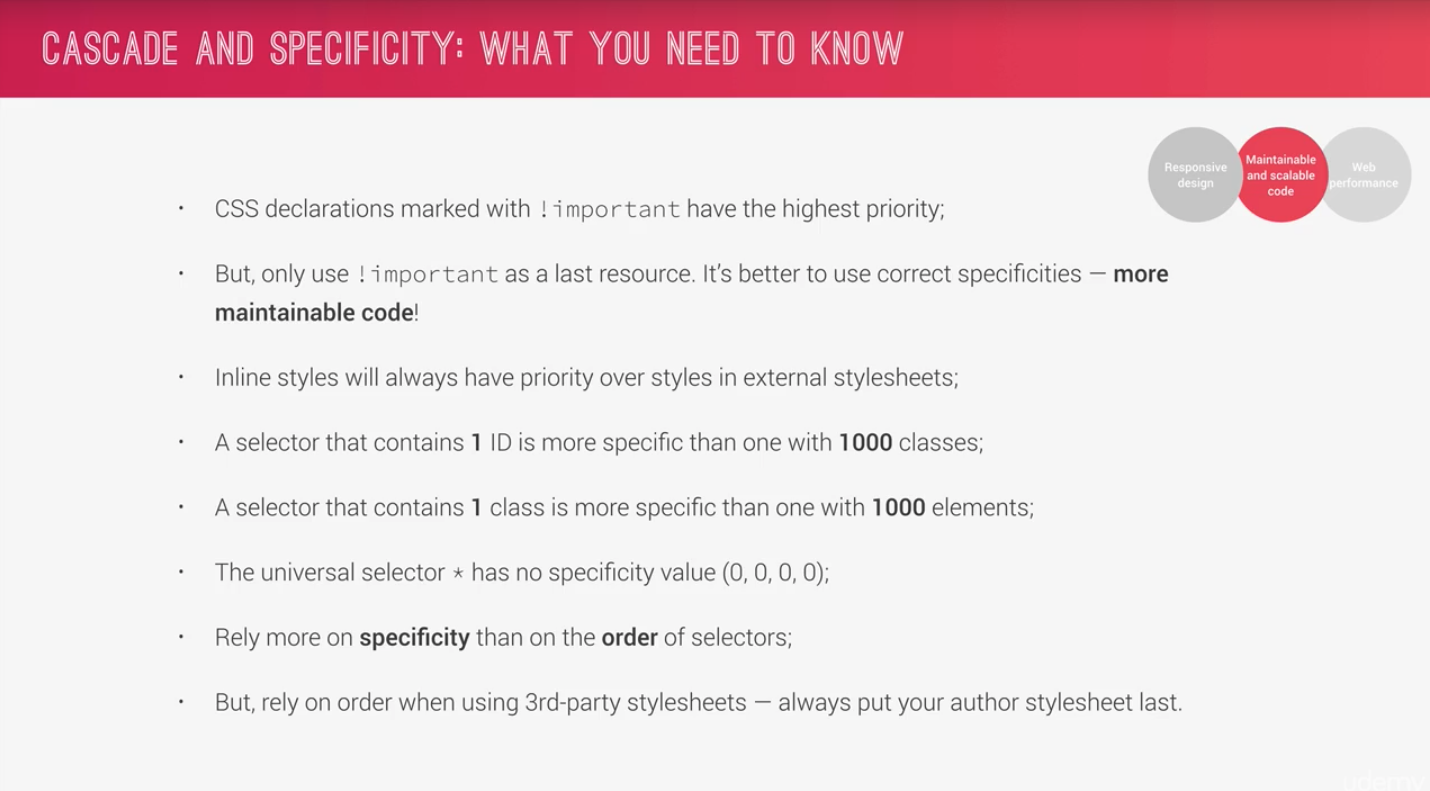 CASCADE AND SPECIFICITY: WHAT YOU NEED TO KNOW
Responsive
design
Maintainable
and scalable
code
Web
performance
• CSS declarations marked with !important have the highest priority;
• But, only use !important as a last resource. It's better to use correct specificities — more
maintainable code!
• Inline styles will always have priority over styles in external stylesheets;
• A selector that contains 1 ID is more specific than one with 1000 classes;
• A selector that contains 1 class is more specific than one with 1000 elements;
• The universal selector * has no specificity value (0, 0, 0, 0);
• Rely more on specificity than on the order of selectors;
• But, rely on order when using 3rd-party stylesheets — always put your author stylesheet last.
udemy